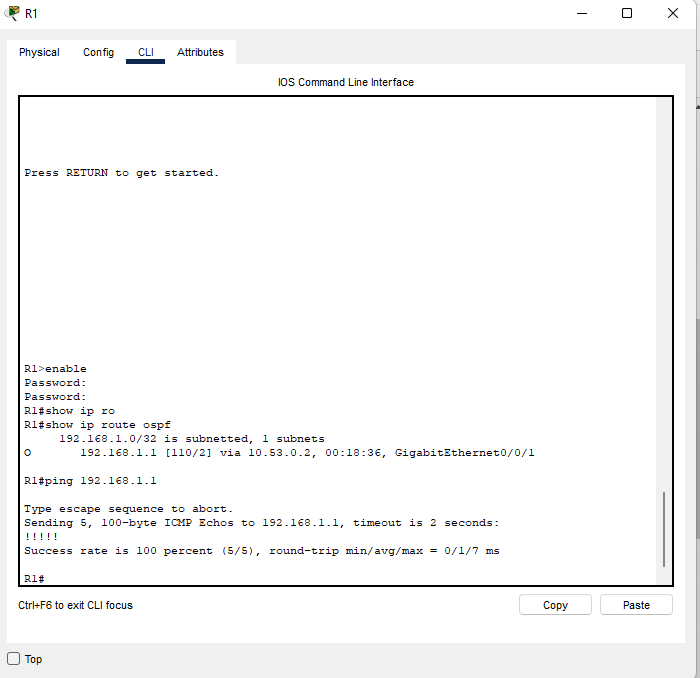 R1
Physical Config CLI Attributes
IOS Command Line Interface
Press RETURN to get started.
R1>enable
Password:
Password:
R1#show ip ro
R1#show ip route ospf
     192.168.1.0/32 is subnetted, 1 subnets
O       192.168.1.1 [110/2] via 10.53.0.2, 00:18:36, GigabitEthernet0/0/1
R1#ping 192.168.1.1
Type escape sequence to abort.
Sending 5, 100-byte ICMP Echos to 192.168.1.1, timeout is 2 seconds:
!!!!!
Success rate is 100 percent (5/5), round-trip min/avg/max = 0/1/7 ms
R1#
Ctrl+F6 to exit CLI focus
Copy Paste
Top